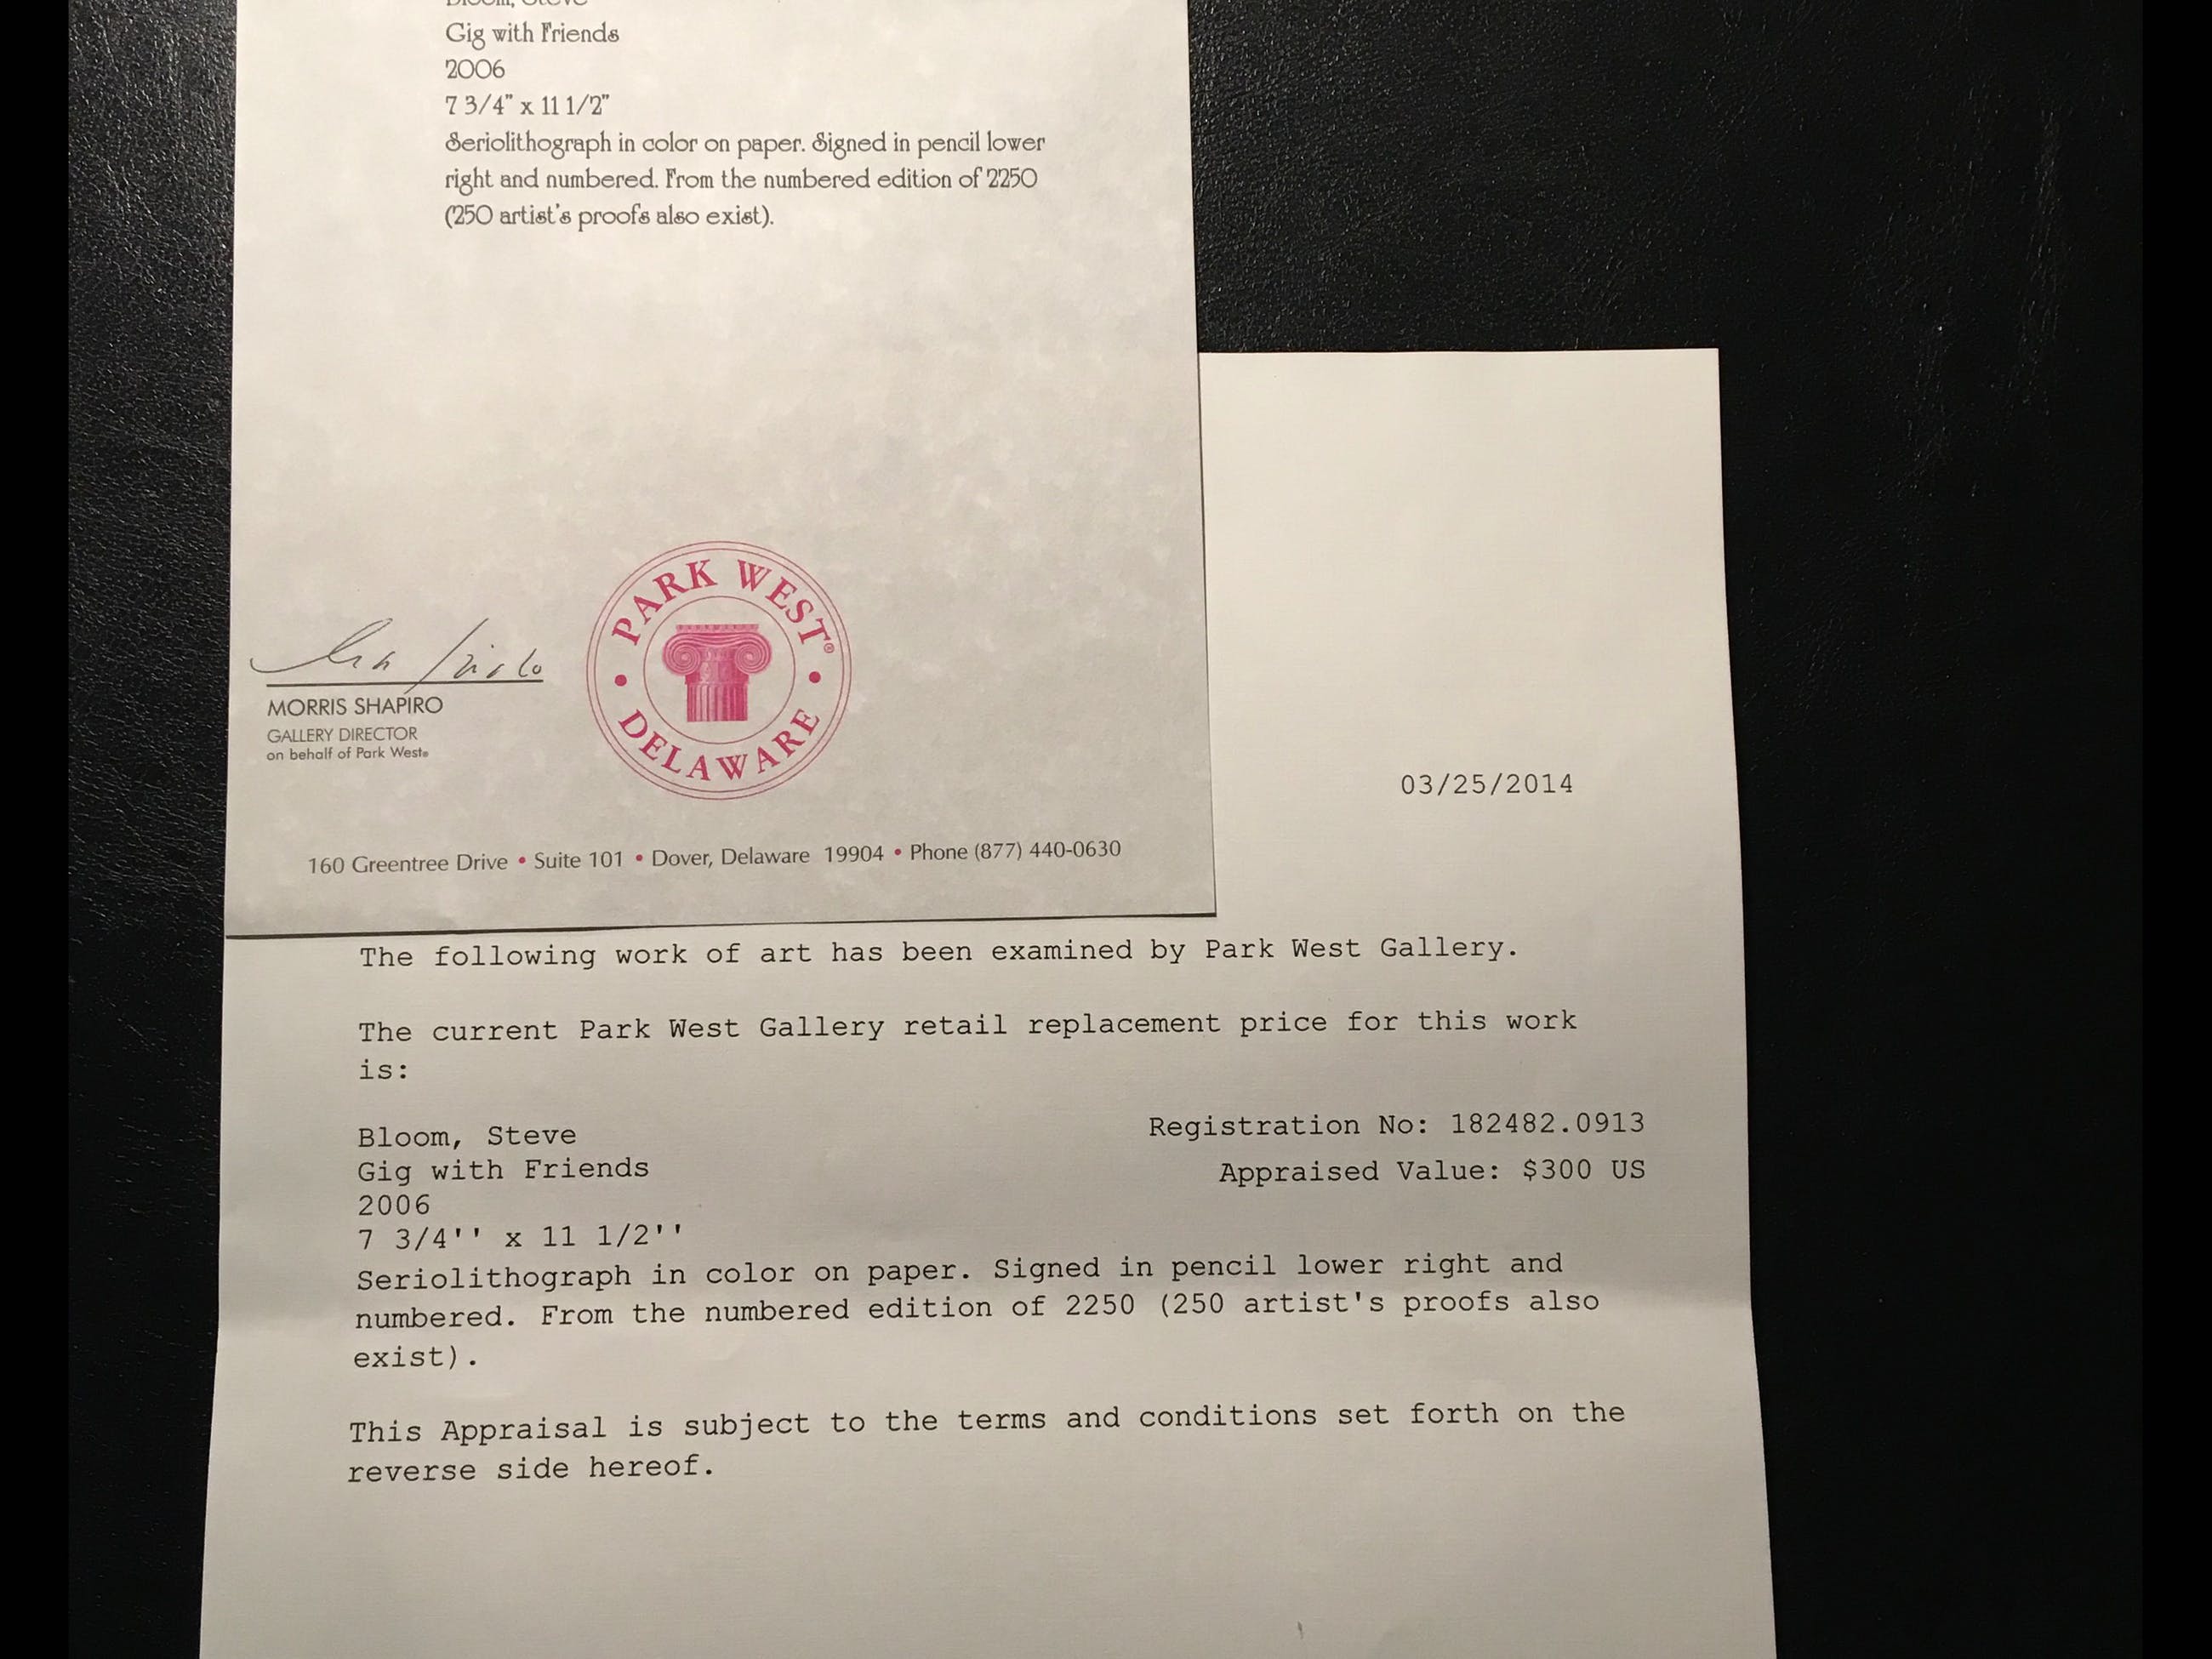 Bloom, Steve
Gig with Friends
2006
7 3/4" x 11 1/2"
Seriolithograph in color on paper. Signed in pencil lower
right and numbered. From the numbered edition of 2250
(250 artist's proofs also exist).
PARK WEST®
DELAWARE
MORRIS SHAPIRO
GALLERY DIRECTOR
on behalf of Park West®
160 Greentree Drive • Suite 101 • Dover, Delaware 19904 • Phone (877) 440-0630
03/25/2014
The following work of art has been examined by Park West Gallery.
The current Park West Gallery retail replacement price for this work
is:
Bloom, Steve
Gig with Friends
2006
7 3/4'' x 11 1/2''
Registration No: 182482.0913
Appraised Value: $300 US
Seriolithograph in color on paper. Signed in pencil lower right and
numbered. From the numbered edition of 2250 (250 artist's proofs also
exist).
This Appraisal is subject to the terms and conditions set forth on the
reverse side hereof.